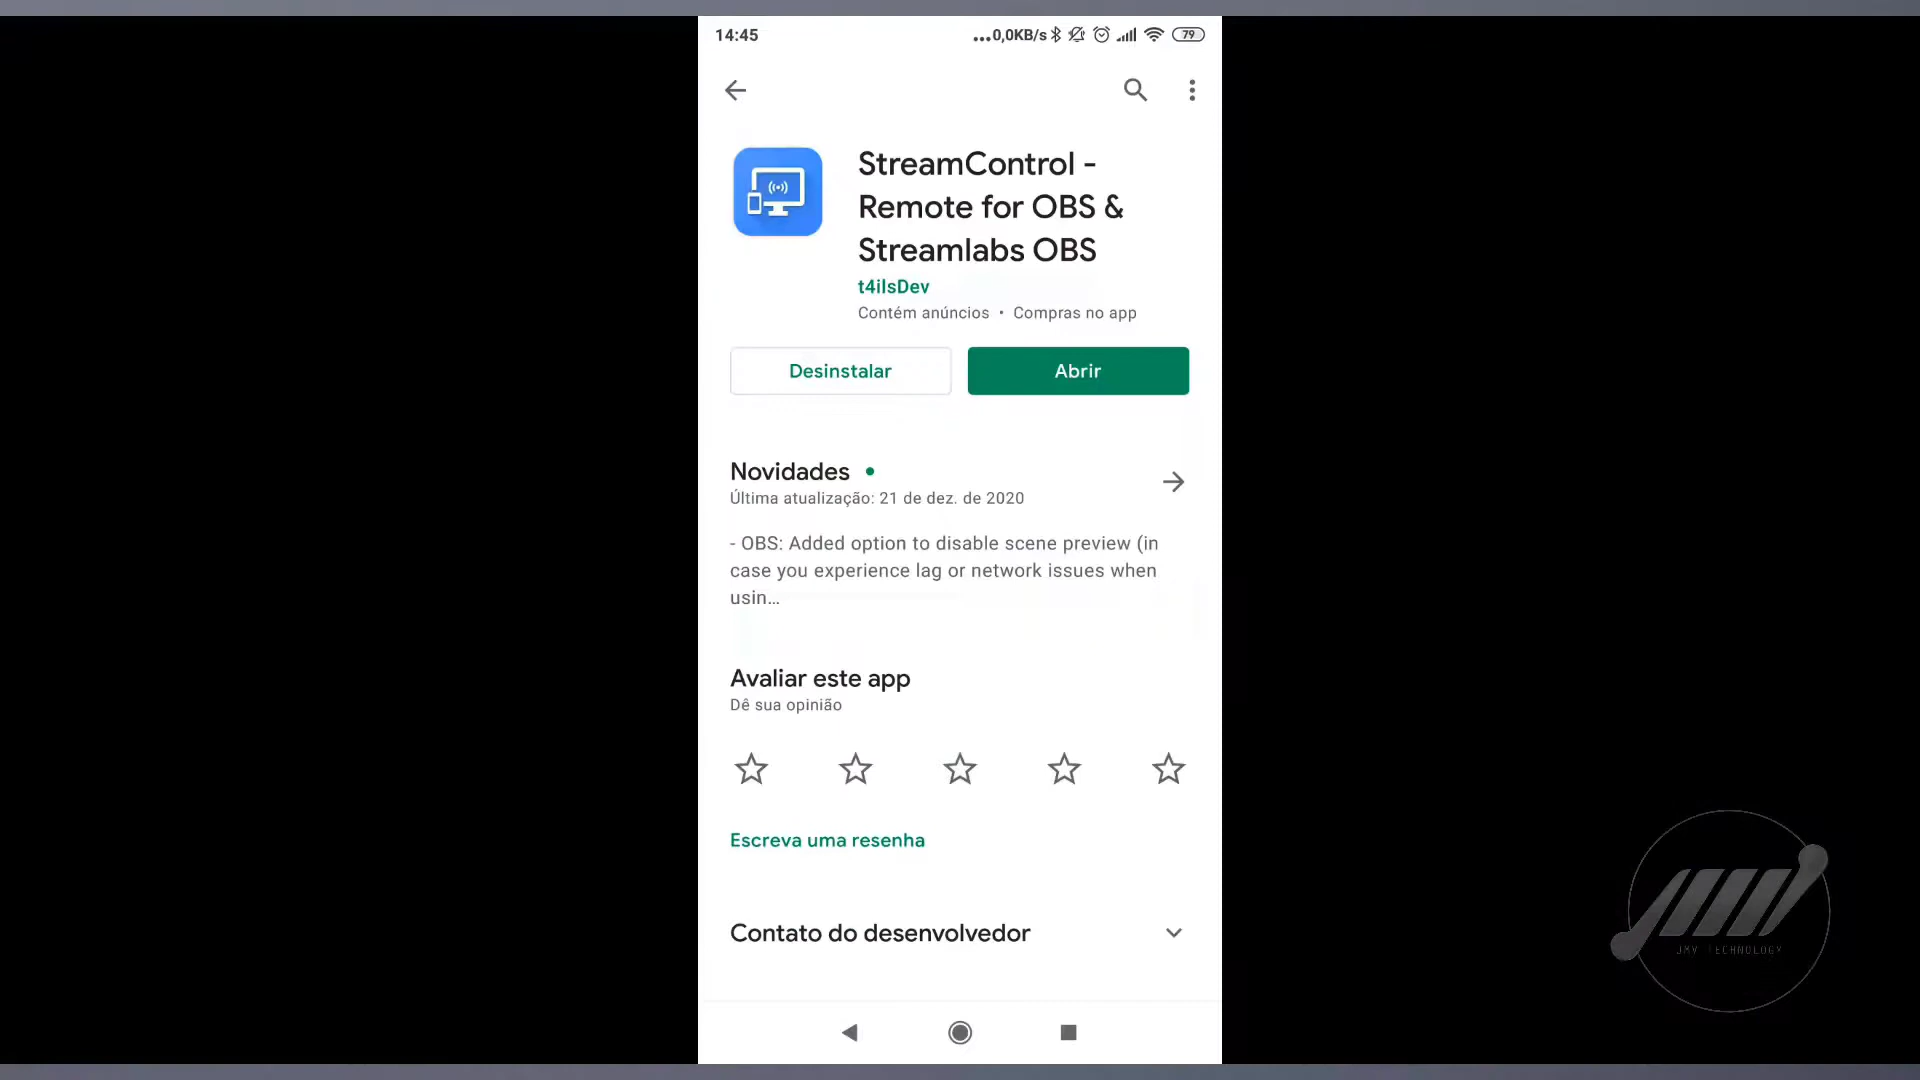 14:45
...0,0KB/s
79
StreamControl -
Remote for OBS &
Streamlabs OBS
t4ilsDev
Contém anúncios • Compras no app
Desinstalar
Abrir
Novidades
Última atualização: 21 de dez. de 2020
- OBS: Added option to disable scene preview (in
case you experience lag or network issues when
usin...
Avaliar este app
Dê sua opinião
Escreva uma resenha
Contato do desenvolvedor
JMV TECHNOLOGY